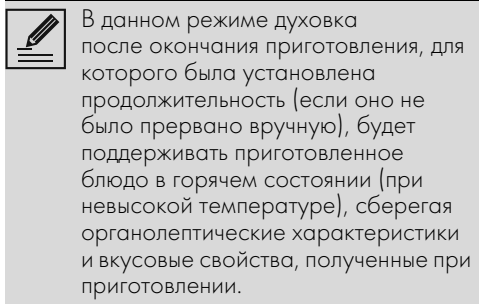 В данном режиме духовка
после окончания приготовления, для
которого была установлена
продолжительность (если оно не
было прервано вручную), будет
поддерживать приготовленное
блюдо в горячем состоянии (при
невысокой температуре), сберегая
органолептические характеристики
и вкусовые свойства, полученные при
приготовлении.